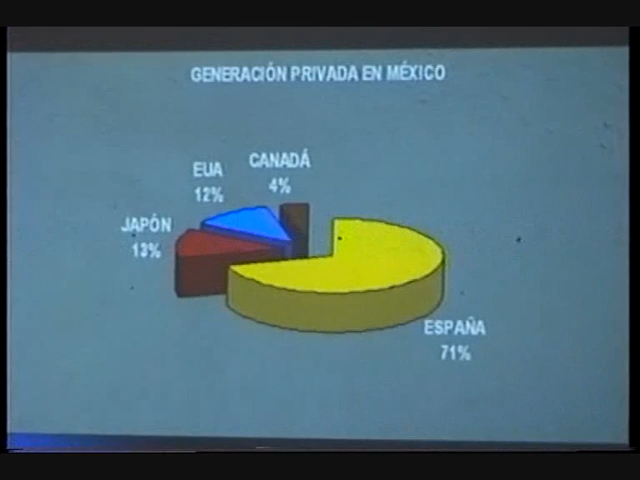 GENERACIÓN PRIVADA EN MÉXICO
CANADÁ
4%
EUA
12%
JAPÓN
13%
ESPAÑA
71%